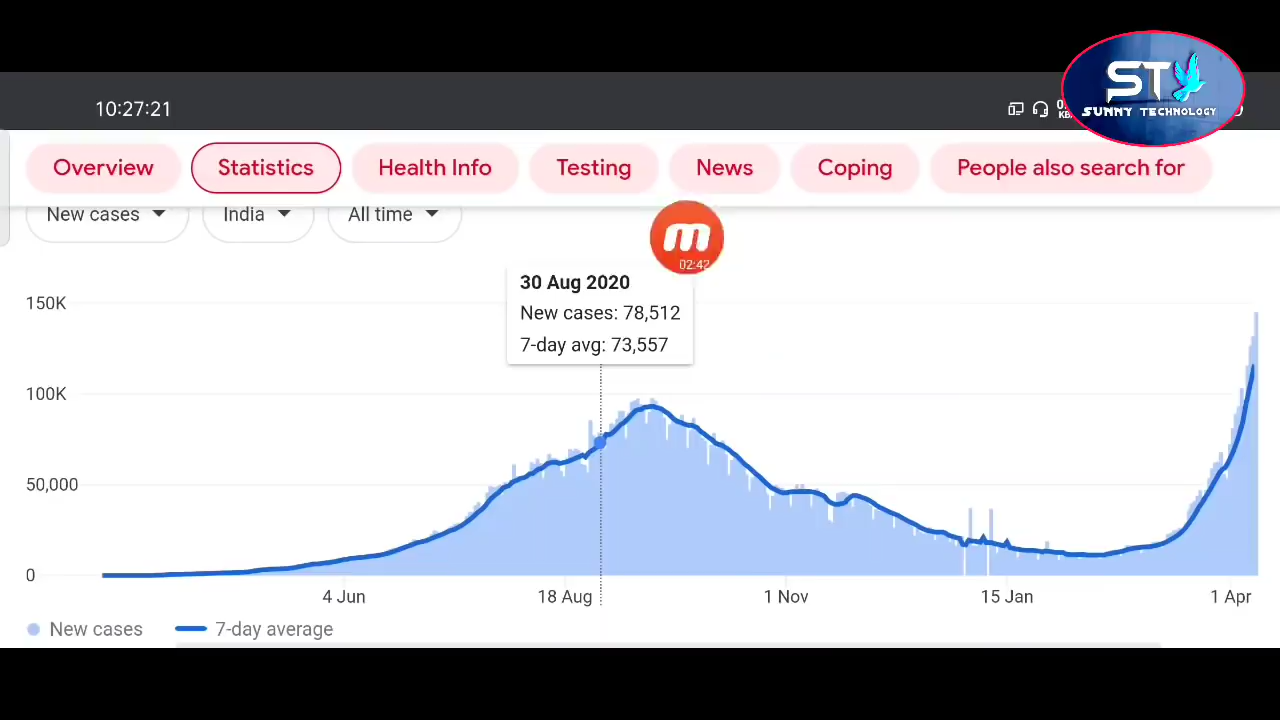 10:27:21
ST
SUNNY TECHNOLOGY
Overview Statistics Health Info Testing News Coping People also search for
New cases India All time
m
02:42
30 Aug 2020
New cases: 78,512
7-day avg: 73,557
150K
100K
50,000
0
4 Jun 18 Aug 1 Nov 15 Jan 1 Apr
New cases 7-day average